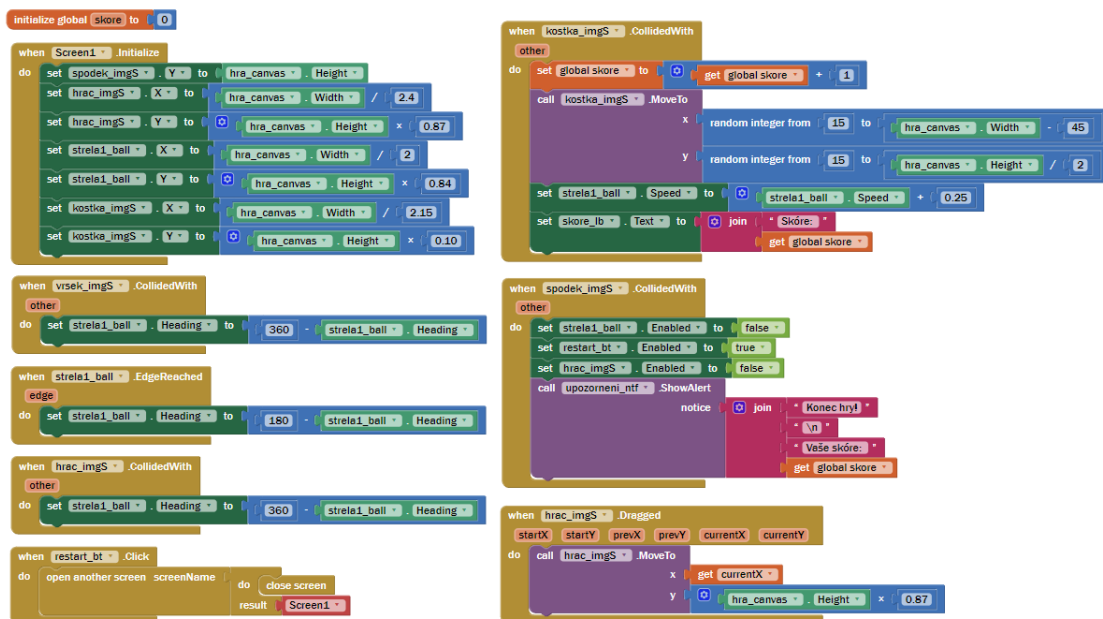 initialize global skore to 0
when Screen1 .Initialize
do set spodek_imgS . Y to hra_canvas . Height
set hrac_imgS . X to hra_canvas . Width / 2.4
set hrac_imgS . Y to hra_canvas . Height × 0.87
set strela1_ball . X to hra_canvas . Width / 2
set strela1_ball . Y to hra_canvas . Height × 0.84
set kostka_imgS . X to hra_canvas . Width / 2.15
set kostka_imgS . Y to hra_canvas . Height × 0.10
when vrsek_imgS .CollidedWith
other
do set strela1_ball . Heading to 360 - strela1_ball . Heading
when strela1_ball .EdgeReached
edge
do set strela1_ball . Heading to 180 - strela1_ball . Heading
when hrac_imgS .CollidedWith
other
do set strela1_ball . Heading to 360 - strela1_ball . Heading
when restart_bt .Click
do open another screen screenName do close screen
result Screen1
when kostka_imgS .CollidedWith
other
do set global skore to get global skore + 1
call kostka_imgS .MoveTo
x random integer from 15 to hra_canvas . Width - 45
y random integer from 15 to hra_canvas . Height / 2
set strela1_ball . Speed to strela1_ball . Speed + 0.25
set skore_lb . Text to join " Skóre: "
get global skore
when spodek_imgS .CollidedWith
other
do set strela1_ball . Enabled to false
set restart_bt . Enabled to true
set hrac_imgS . Enabled to false
call upozorneni_ntf .ShowAlert
notice join " Konec hry! "
" \n "
" Vaše skóre: "
get global skore
when hrac_imgS .Dragged
startX startY prevX prevY currentX currentY
do call hrac_imgS .MoveTo
x get currentX
y hra_canvas . Height × 0.87